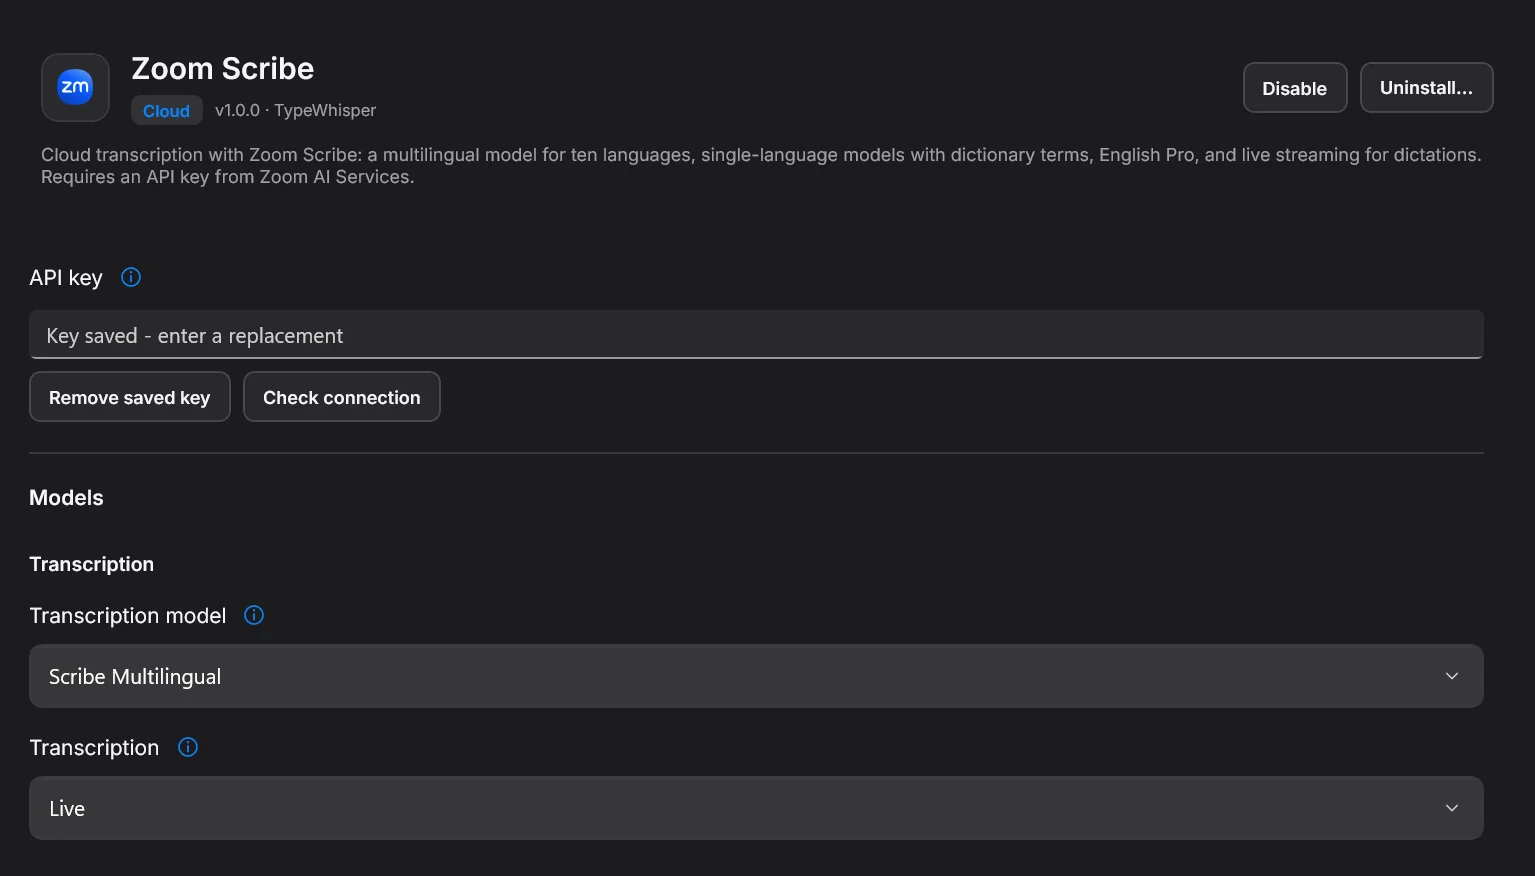 zm
Zoom Scribe
Cloud v1.0.0 · TypeWhisper
Disable
Uninstall...
Cloud transcription with Zoom Scribe: a multilingual model for ten languages, single-language models with dictionary terms, English Pro, and live streaming for dictations.
Requires an API key from Zoom AI Services.
API key
Key saved - enter a replacement
Remove saved key
Check connection
Models
Transcription
Transcription model
Scribe Multilingual
Transcription
Live